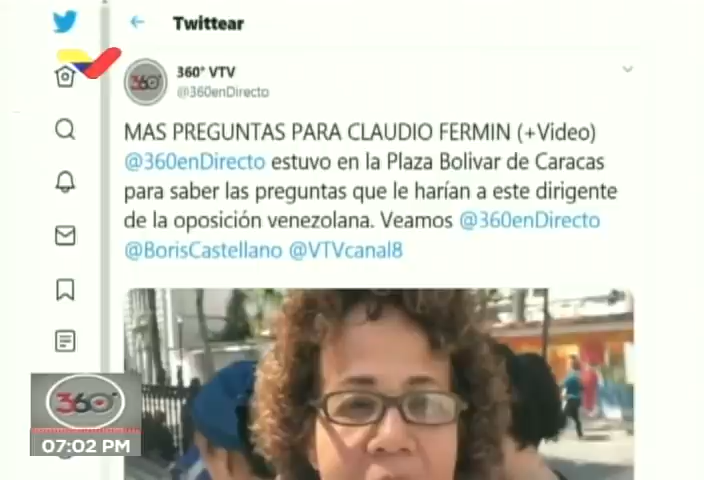 Twittear
360° VTV
@360enDirecto
MAS PREGUNTAS PARA CLAUDIO FERMIN (+Video)
@360enDirecto estuvo en la Plaza Bolivar de Caracas
para saber las preguntas que le harían a este dirigente
de la oposición venezolana. Veamos @360enDirecto
@BorisCastellano @VTVcanal8
360°
07:02 PM